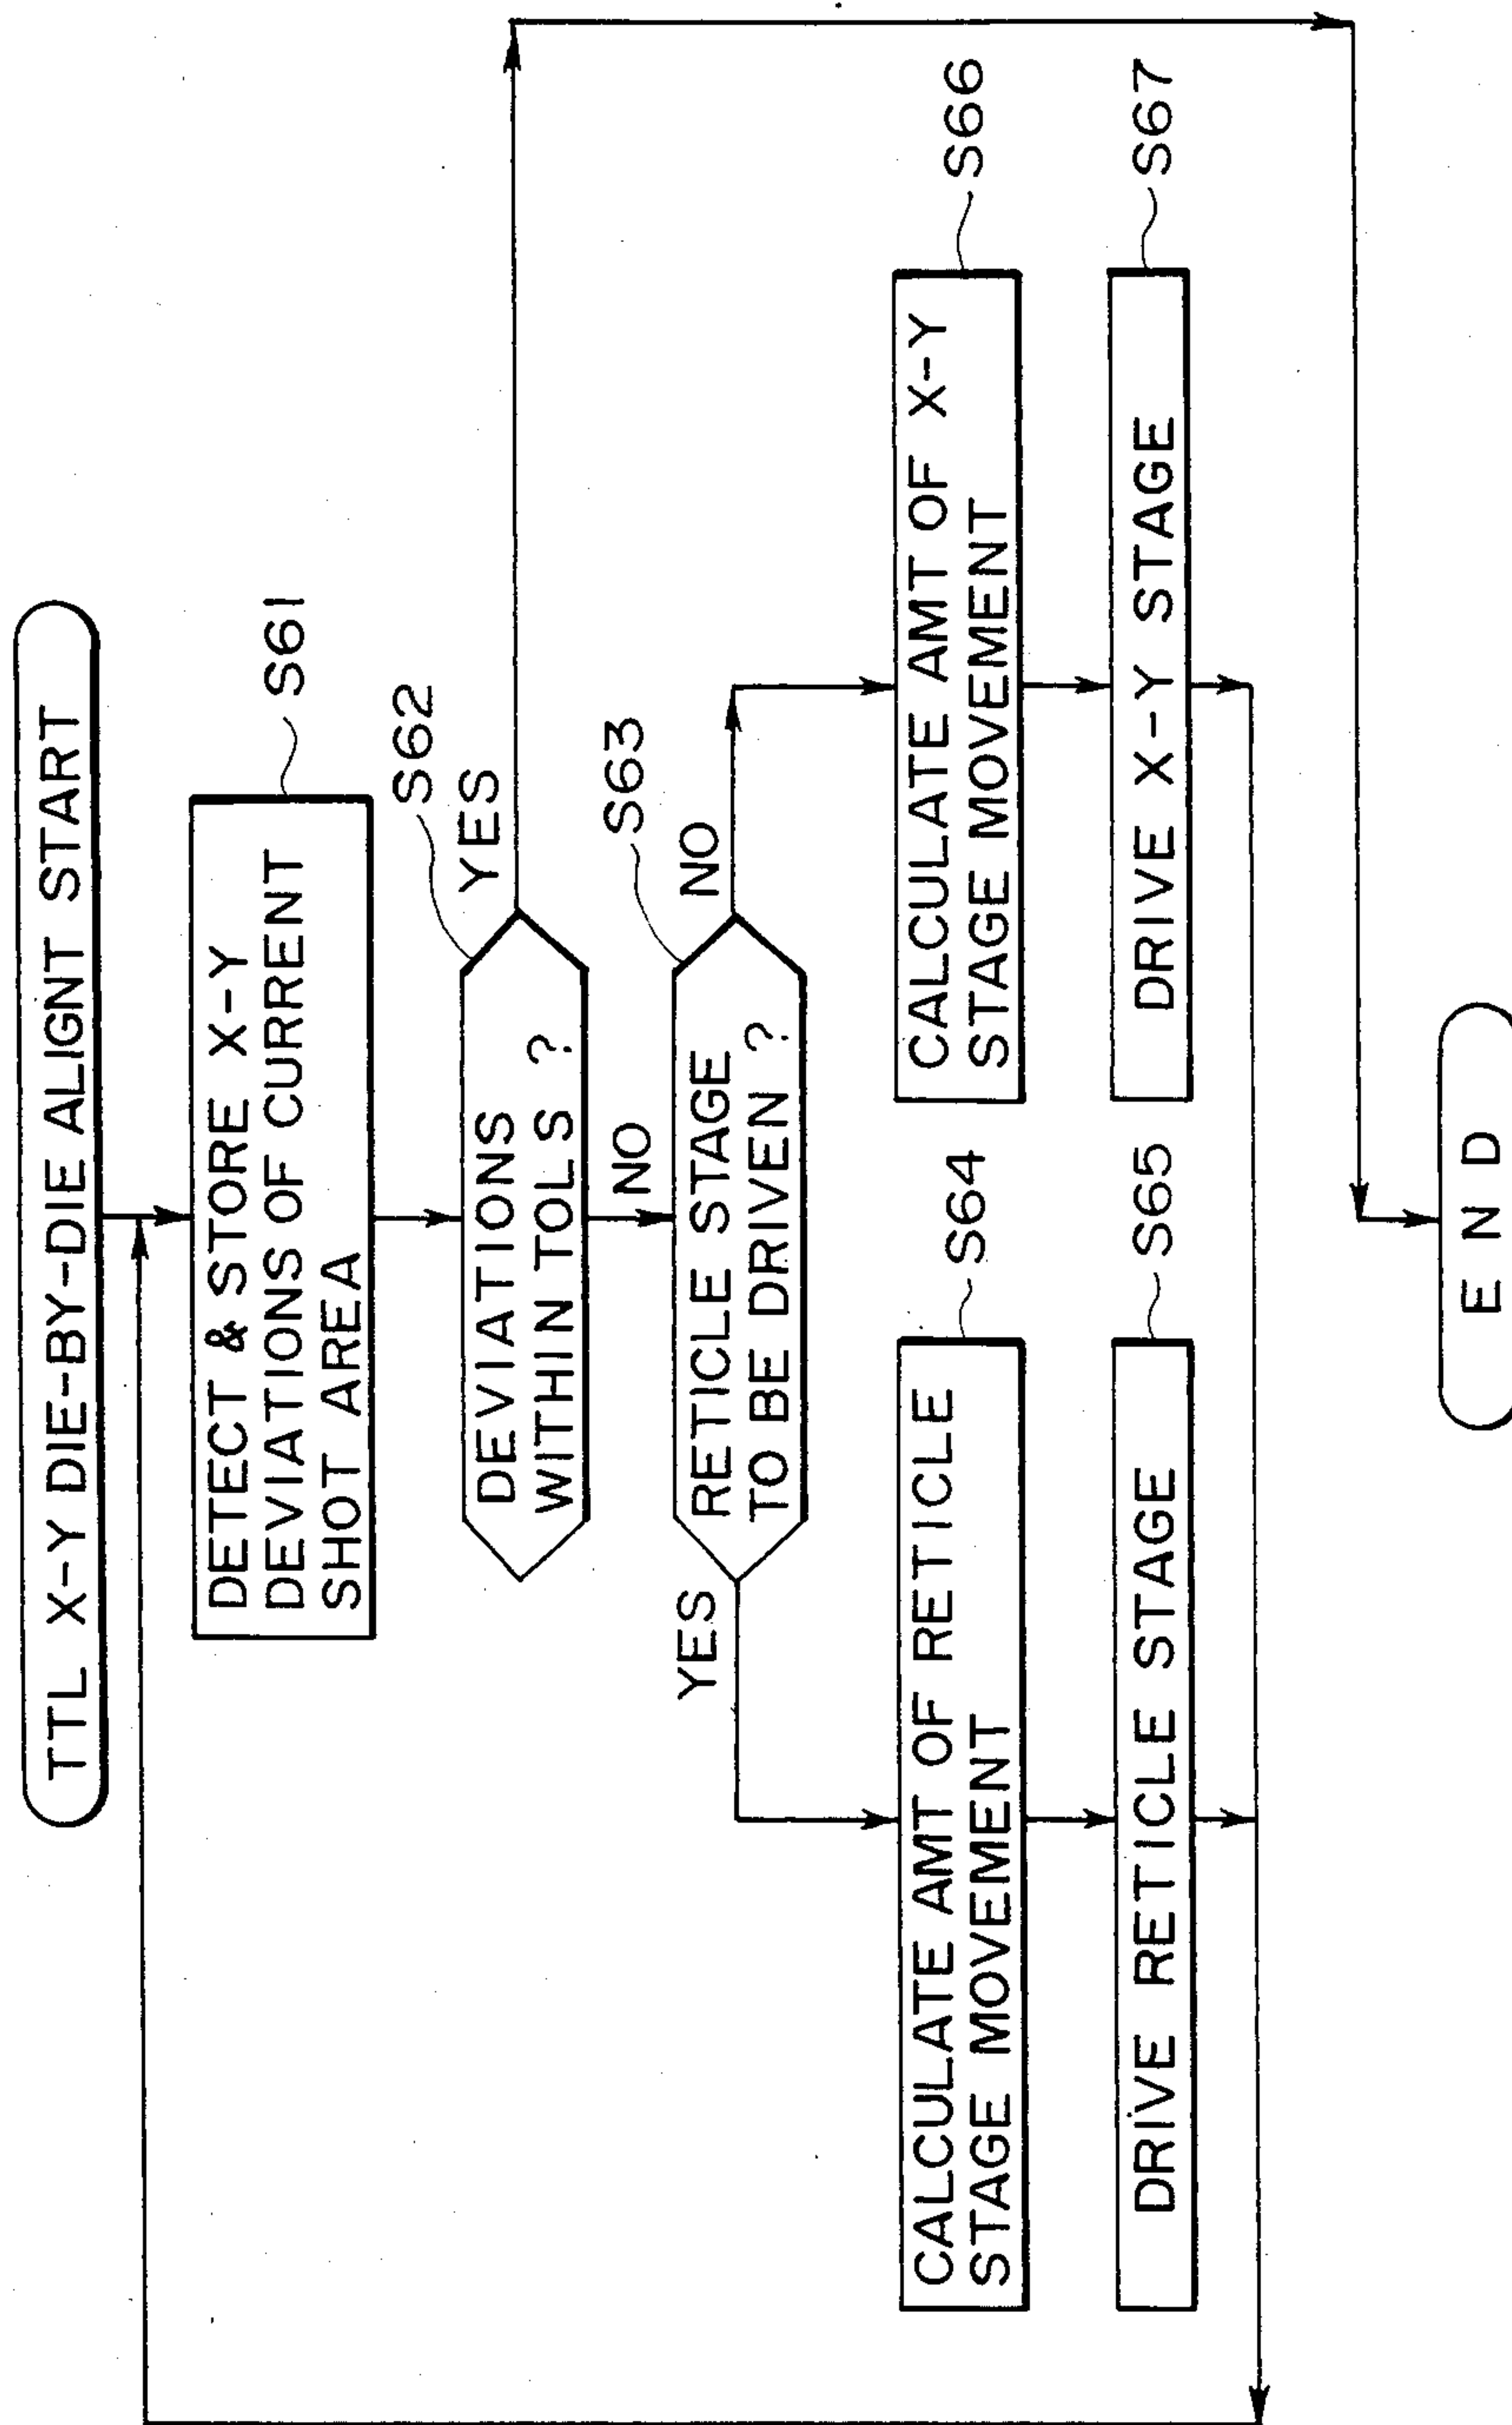 TTL X-Y DIE-BY-DIE ALIGNT START
DETECT & STORE X-Y
DEVIATIONS OF CURRENT
SHOT AREA
S61
DEVIATIONS
WITHIN TOLS ?
S62
YES
NO
RETICLE STAGE
TO BE DRIVEN ?
S63
YES
NO
CALCULATE AMT OF RETICLE
STAGE MOVEMENT
S64
CALCULATE AMT OF X-Y
STAGE MOVEMENT
S66
DRIVE RETICLE STAGE
S65
DRIVE X-Y STAGE
S67
END